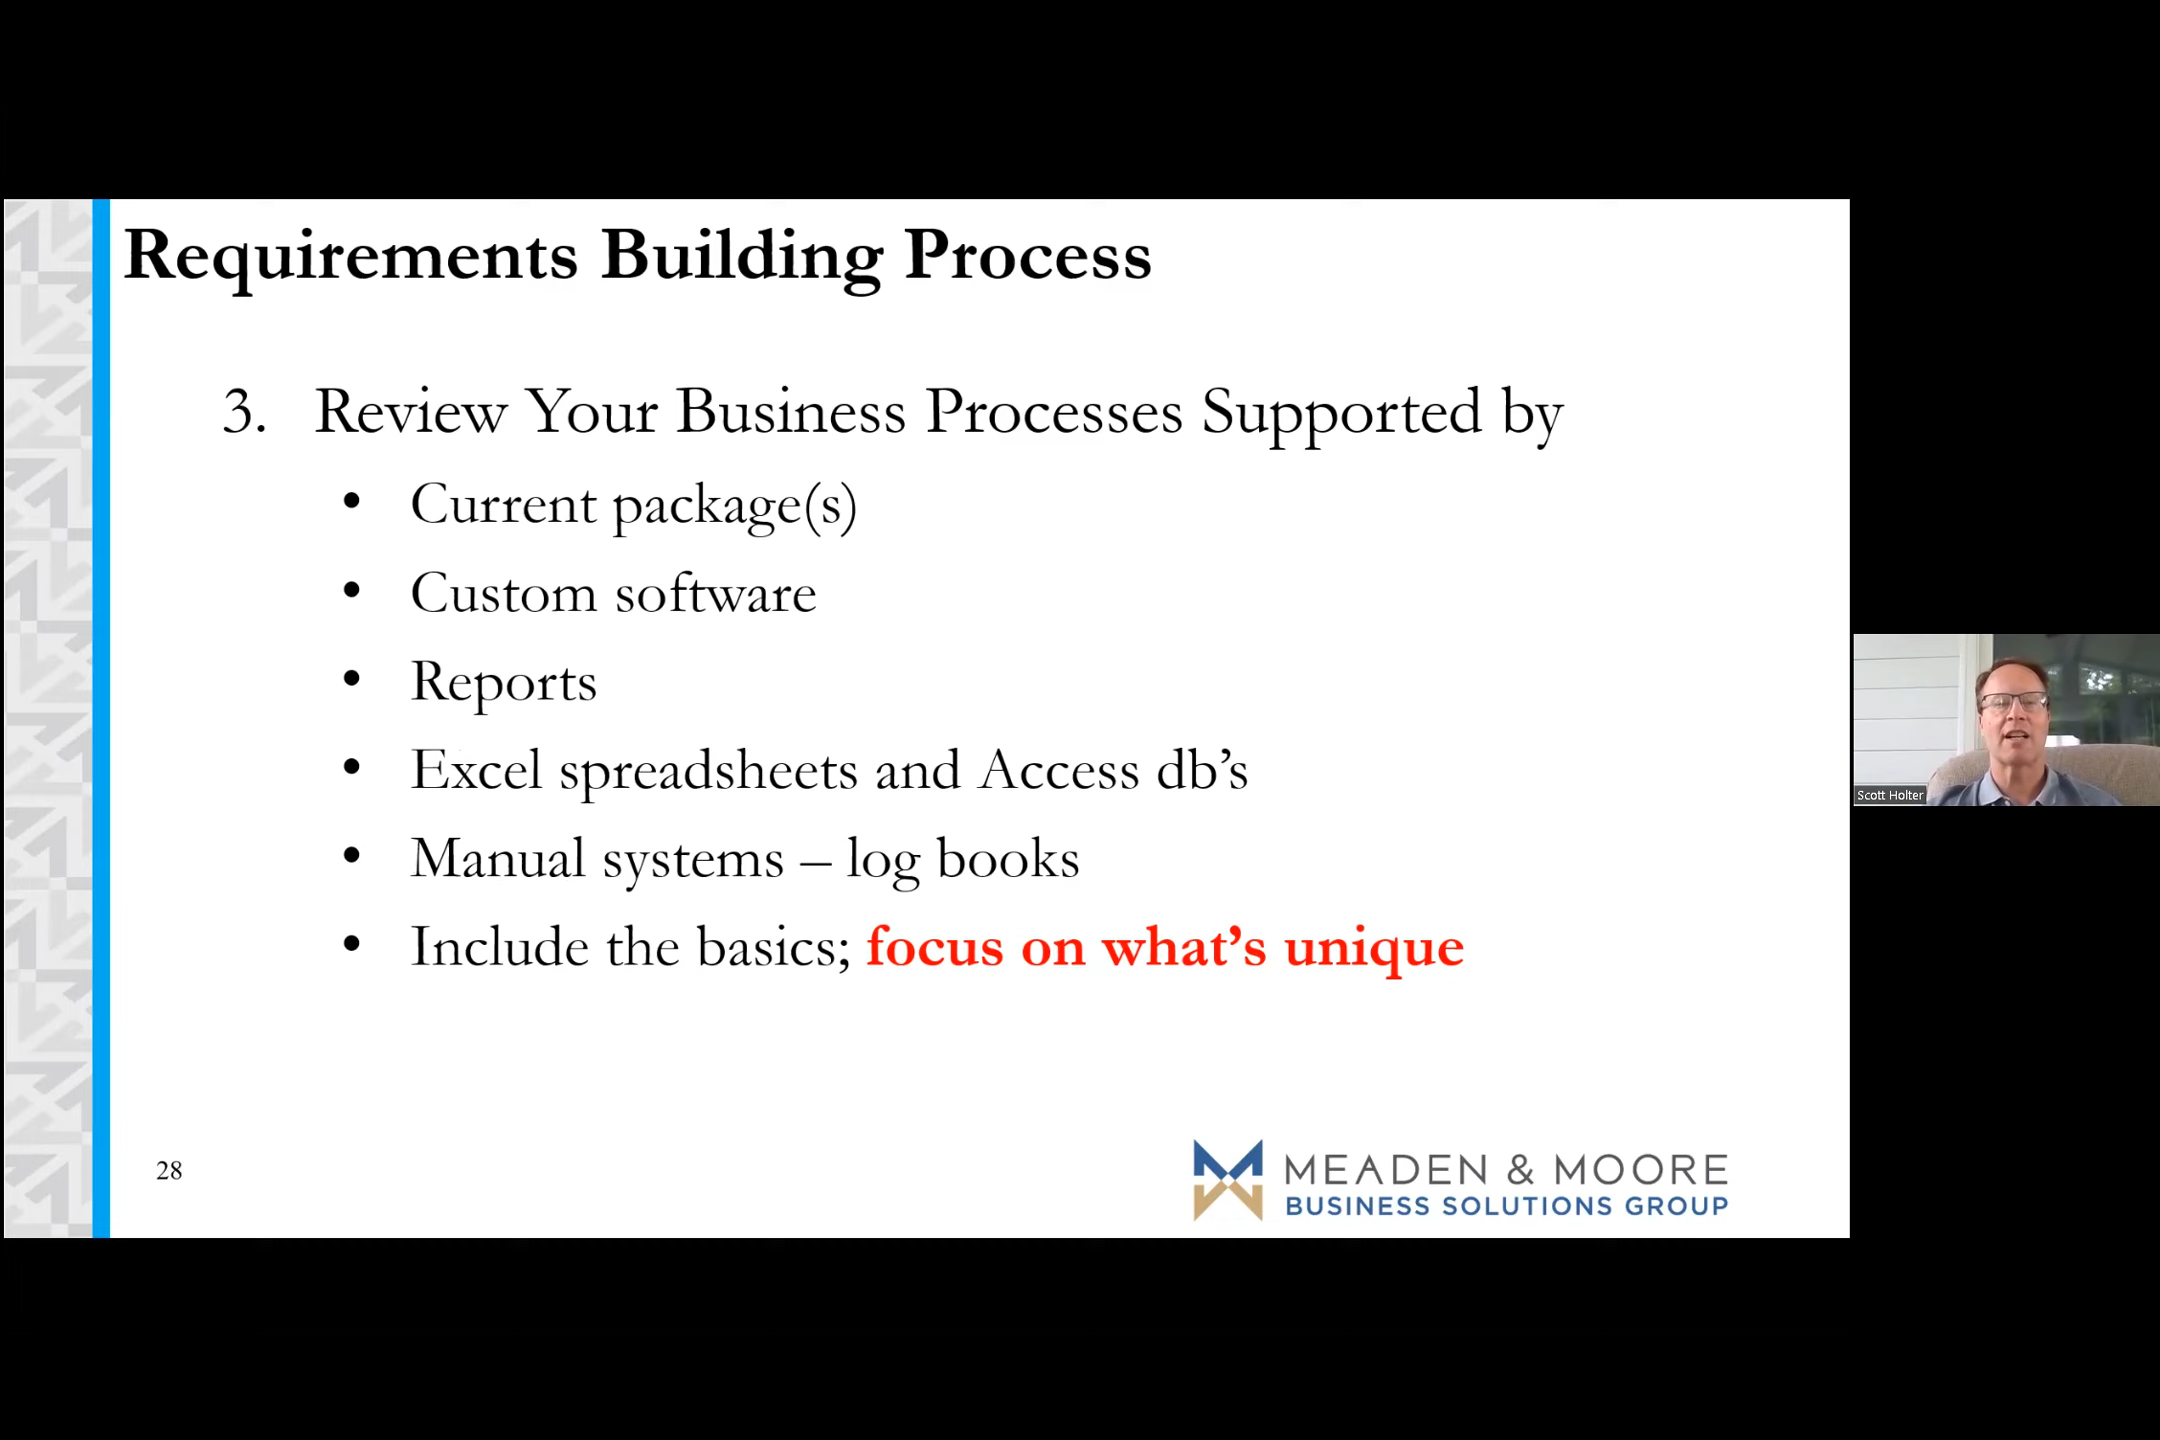 Requirements Building Process
3. Review Your Business Processes Supported by
• Current package(s)
• Custom software
• Reports
• Excel spreadsheets and Access db’s
• Manual systems – log books
• Include the basics; focus on what’s unique
Scott Holter
28
MEADEN & MOORE
BUSINESS SOLUTIONS GROUP